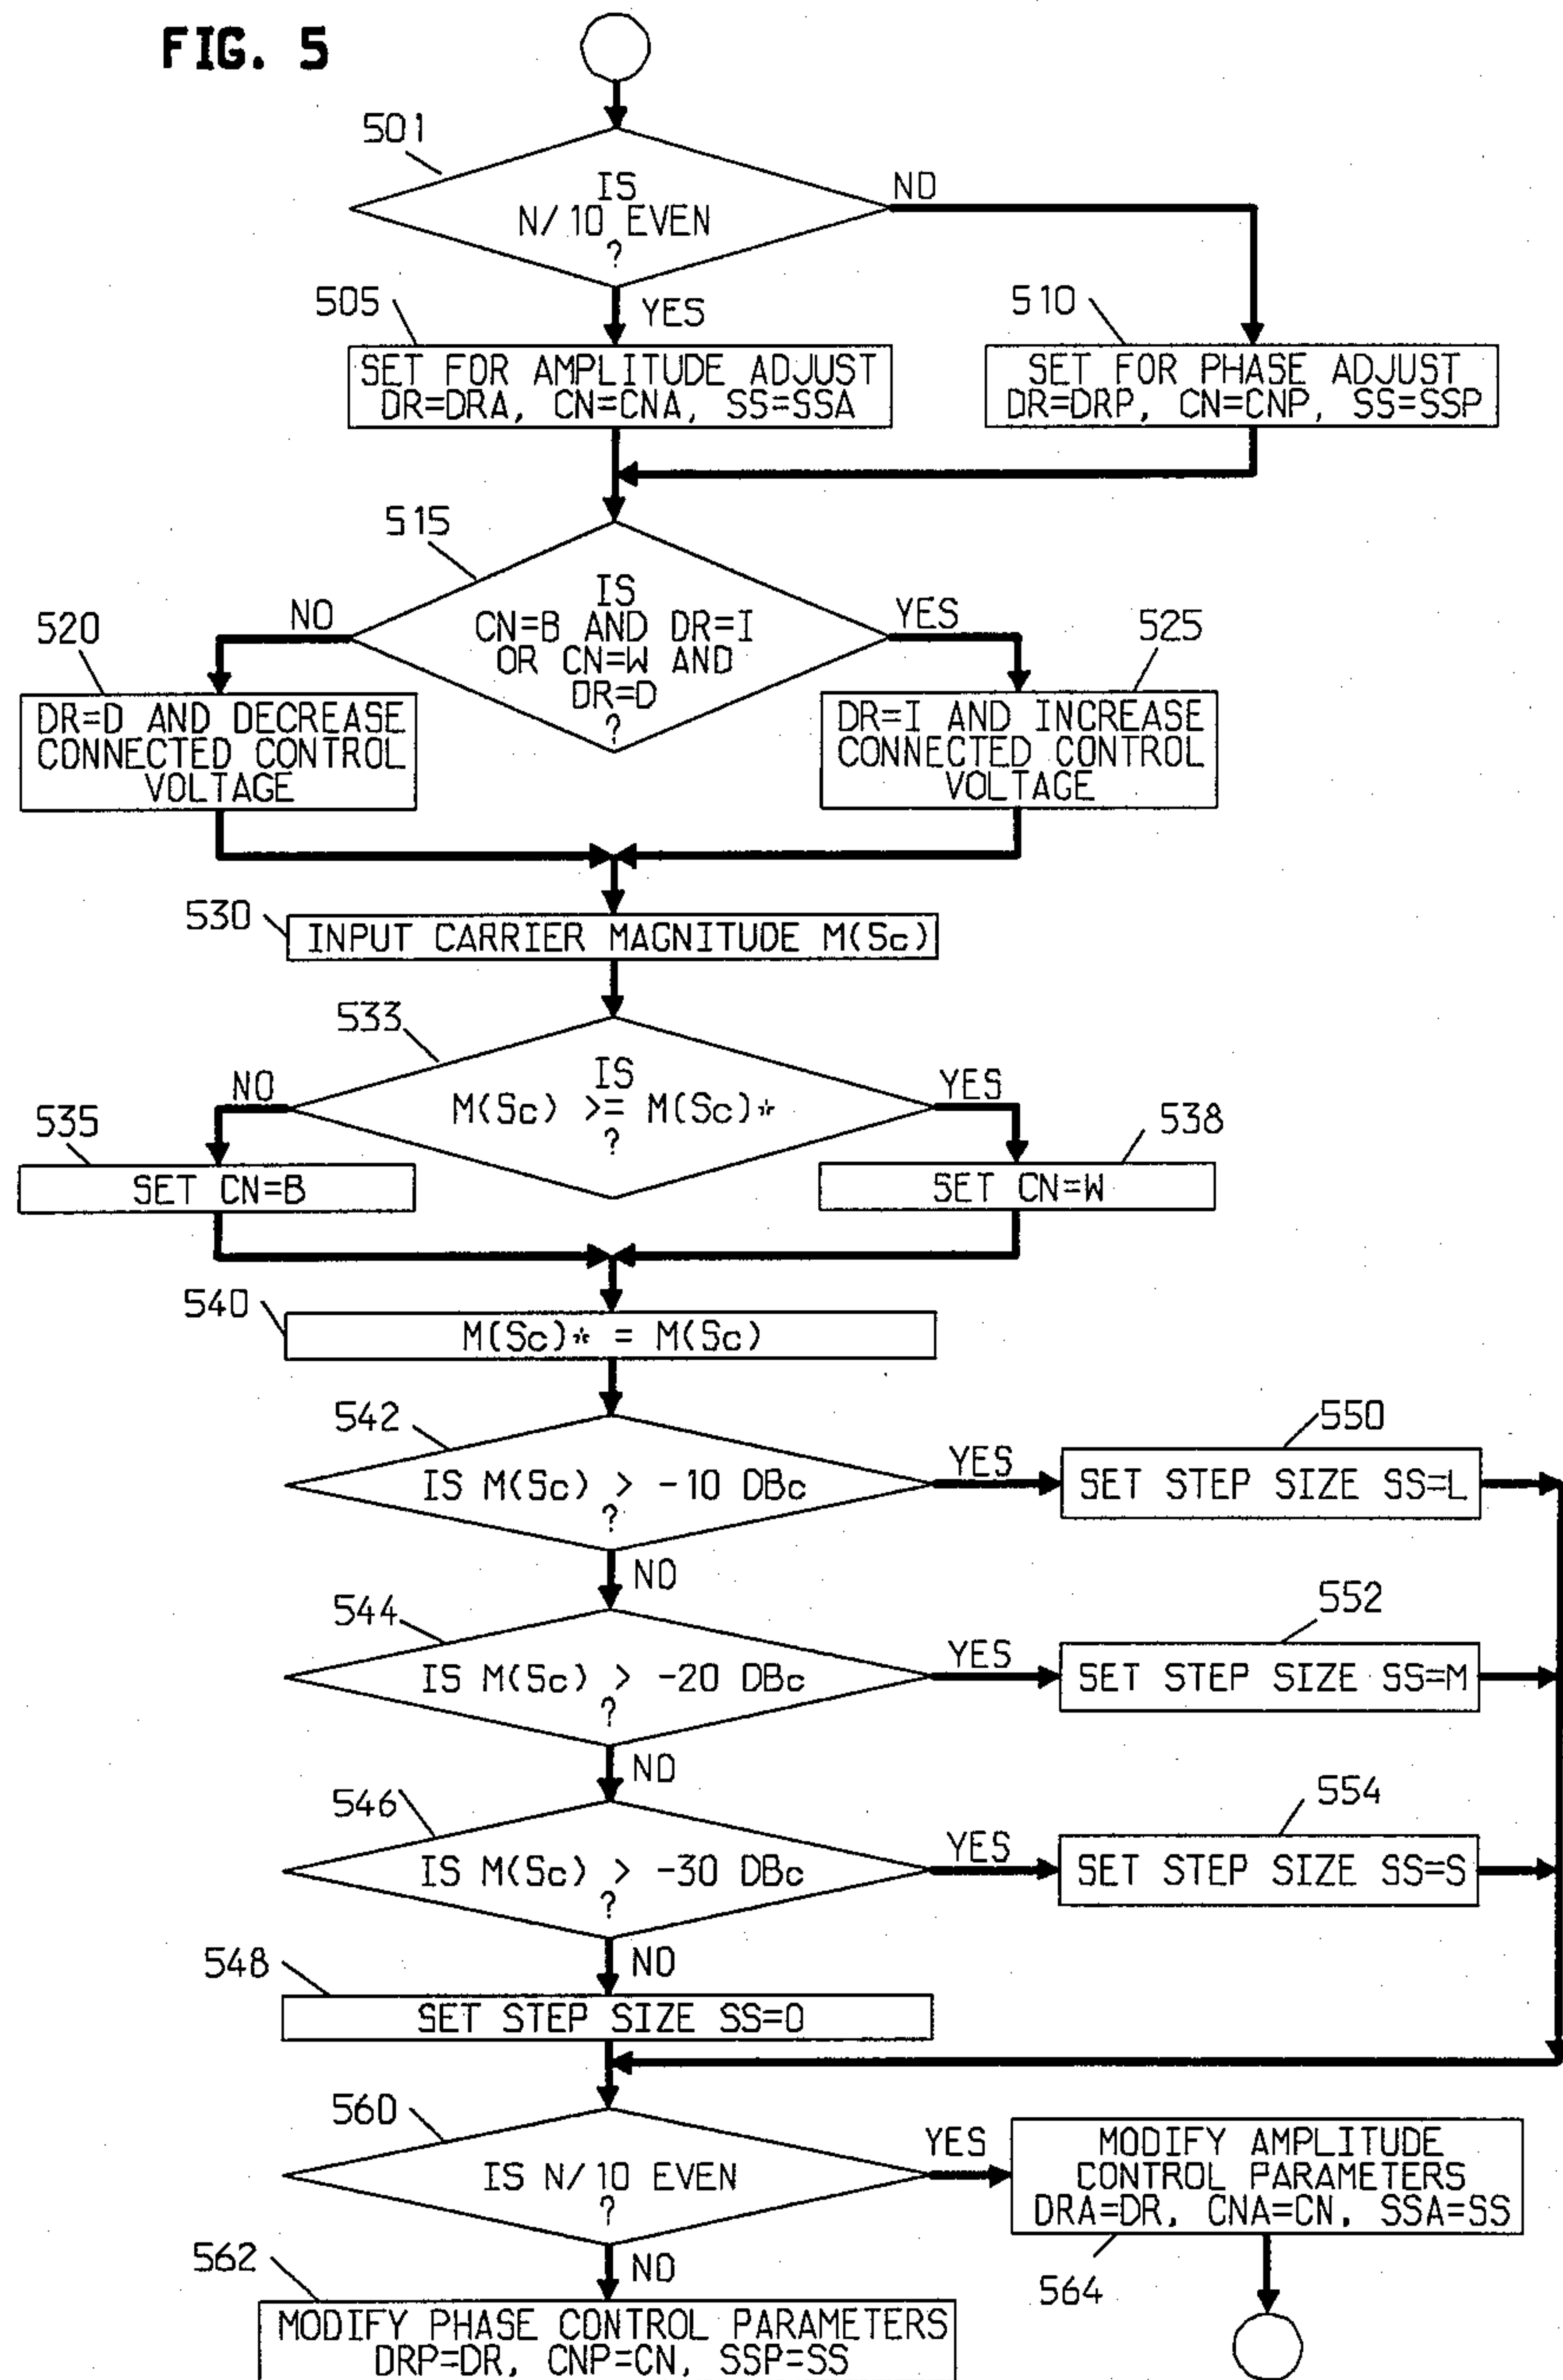 FIG. 5
501
IS
N/10 EVEN
?
NO
YES
505
SET FOR AMPLITUDE ADJUST
DR=DRA, CN=CNA, SS=SSA
510
SET FOR PHASE ADJUST
DR=DRP, CN=CNP, SS=SSP
515
IS
CN=B AND DR=I
OR CN=W AND
DR=D
?
NO
YES
520
DR=D AND DECREASE
CONNECTED CONTROL
VOLTAGE
525
DR=I AND INCREASE
CONNECTED CONTROL
VOLTAGE
530
INPUT CARRIER MAGNITUDE M(Sc)
533
IS
M(Sc) >= M(Sc)*
?
NO
YES
535
SET CN=B
538
SET CN=W
540
M(Sc)* = M(Sc)
542
IS M(Sc) > -10 DBc
?
YES
550
SET STEP SIZE SS=L
NO
544
IS M(Sc) > -20 DBc
?
YES
552
SET STEP SIZE SS=M
NO
546
IS M(Sc) > -30 DBc
?
YES
554
SET STEP SIZE SS=S
NO
548
SET STEP SIZE SS=0
560
IS N/10 EVEN
?
YES
MODIFY AMPLITUDE
CONTROL PARAMETERS
DRA=DR, CNA=CN, SSA=SS
564
NO
562
MODIFY PHASE CONTROL PARAMETERS
DRP=DR, CNP=CN, SSP=SS